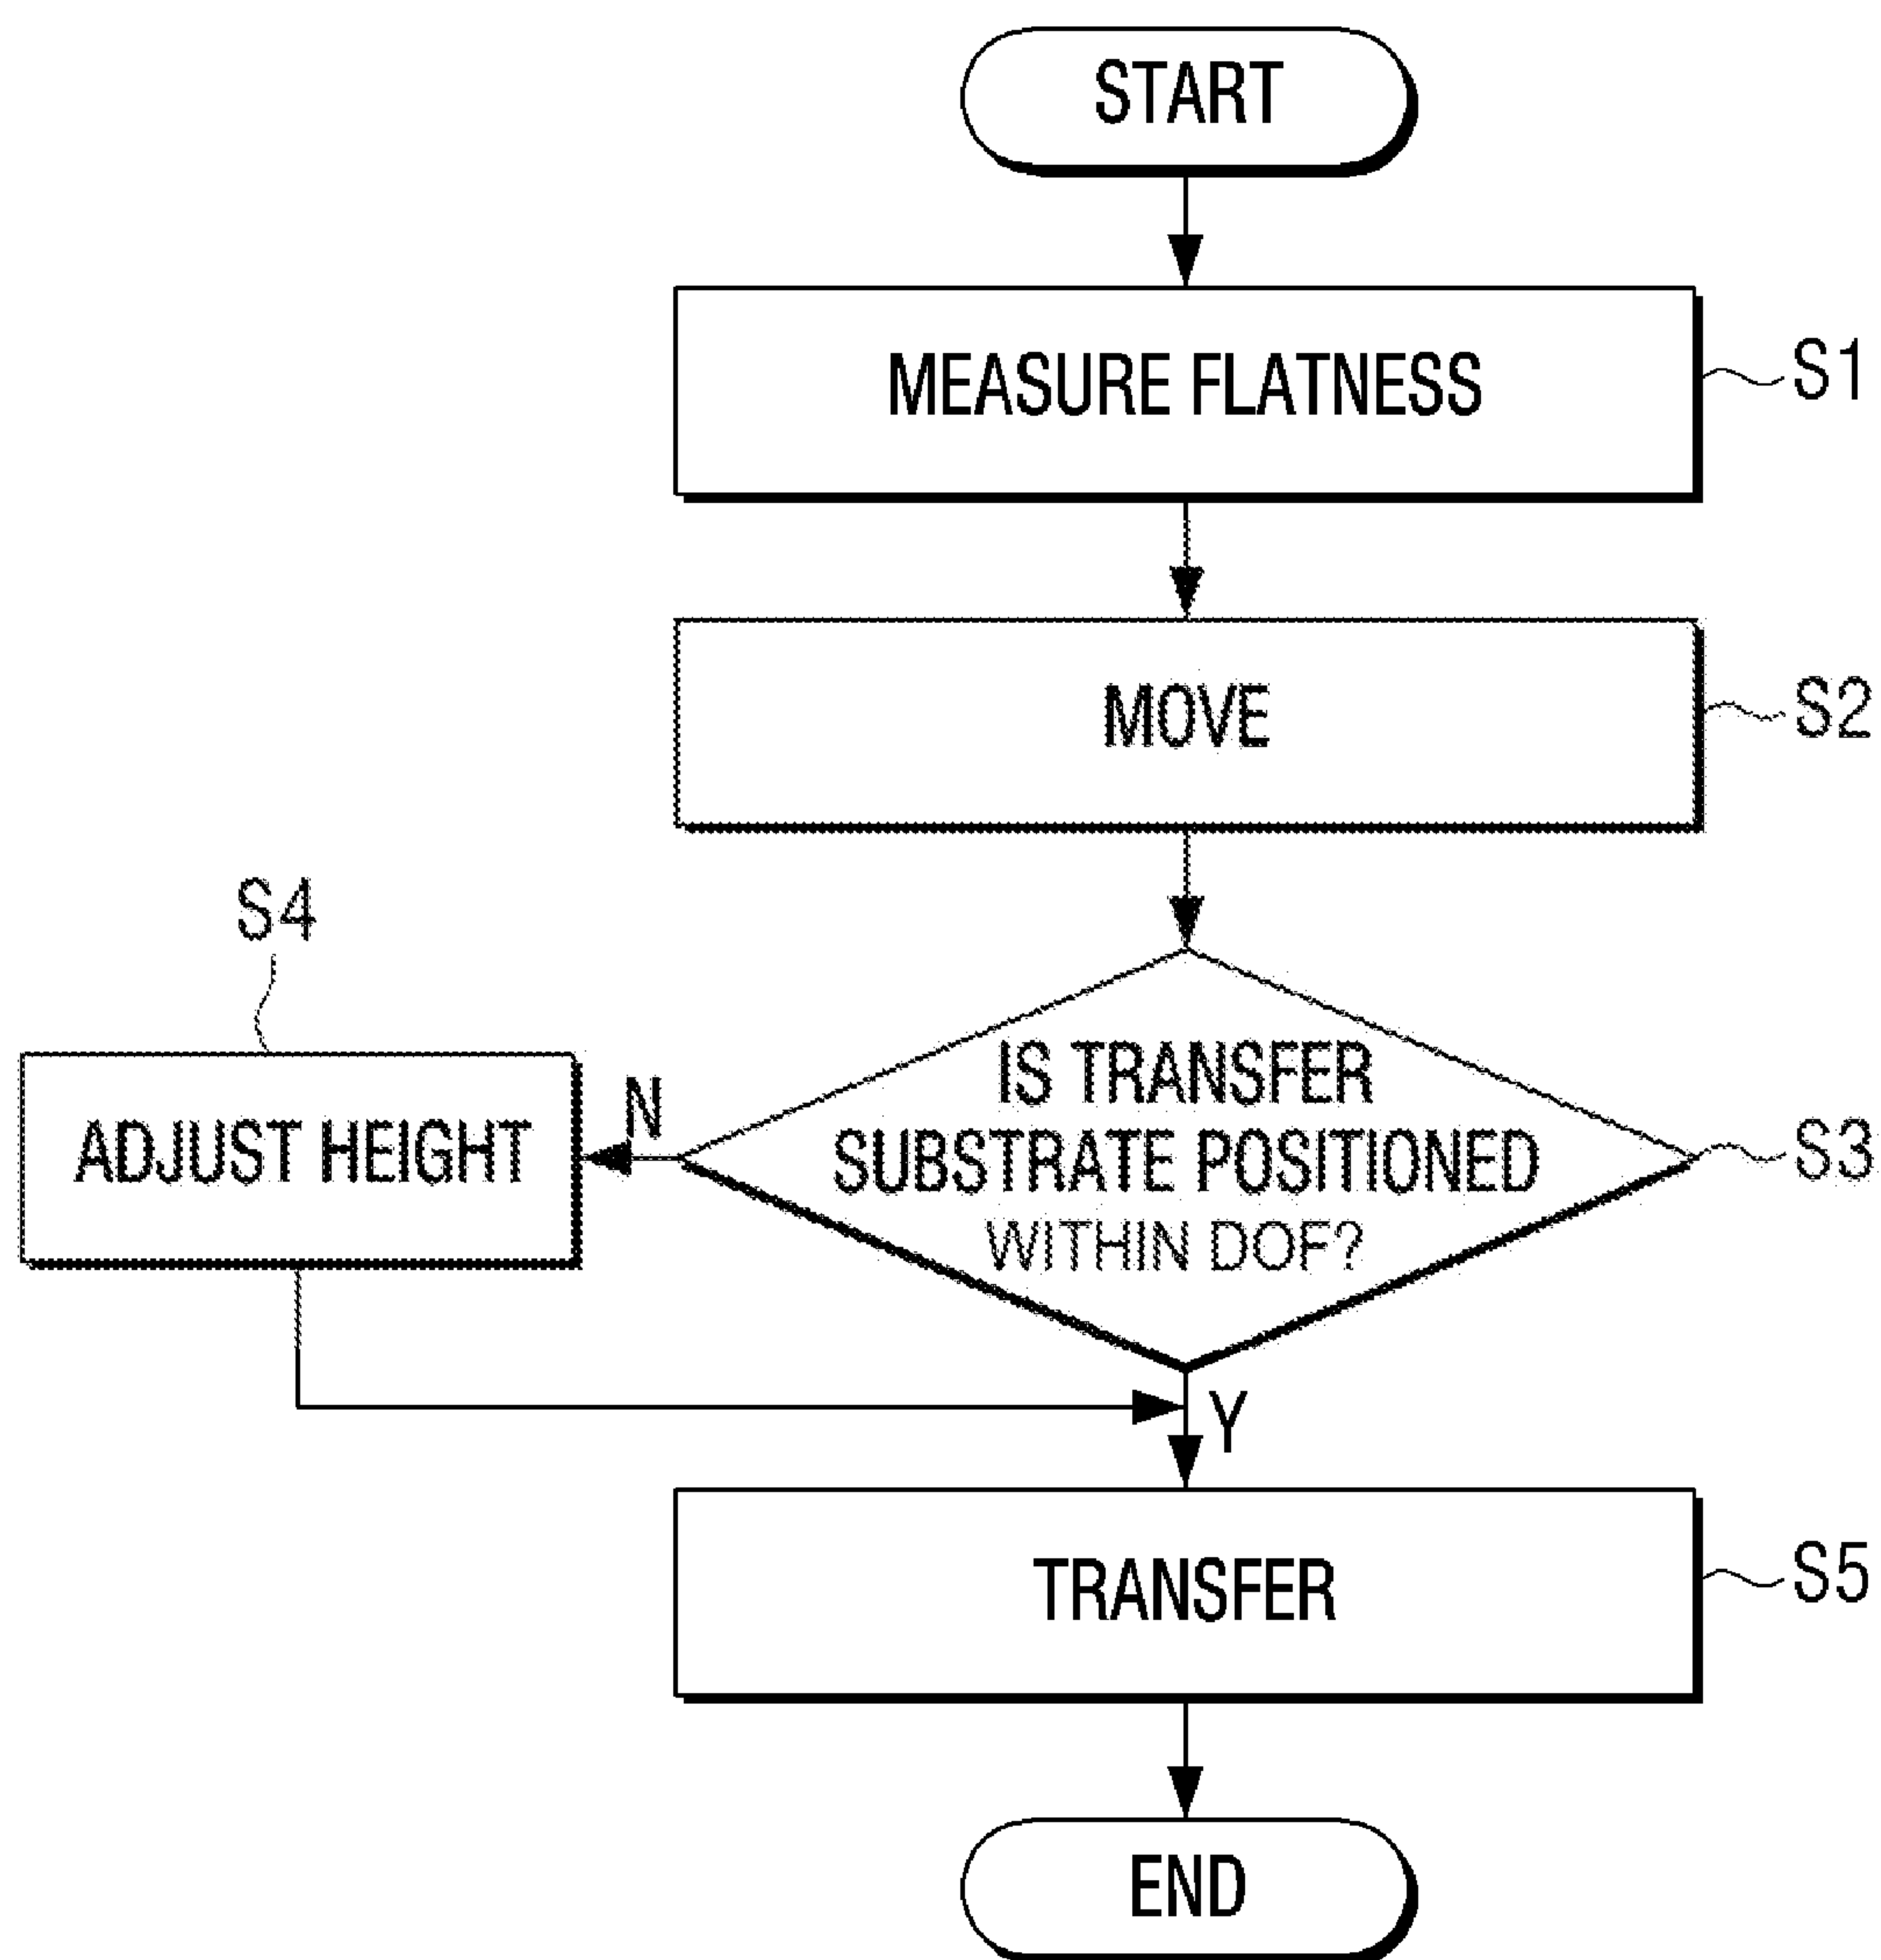 START
MEASURE FLATNESS
S1
MOVE
S2
S4
ADJUST HEIGHT
N
IS TRANSFER
SUBSTRATE POSITIONED
WITHIN DOF?
S3
Y
TRANSFER
S5
END